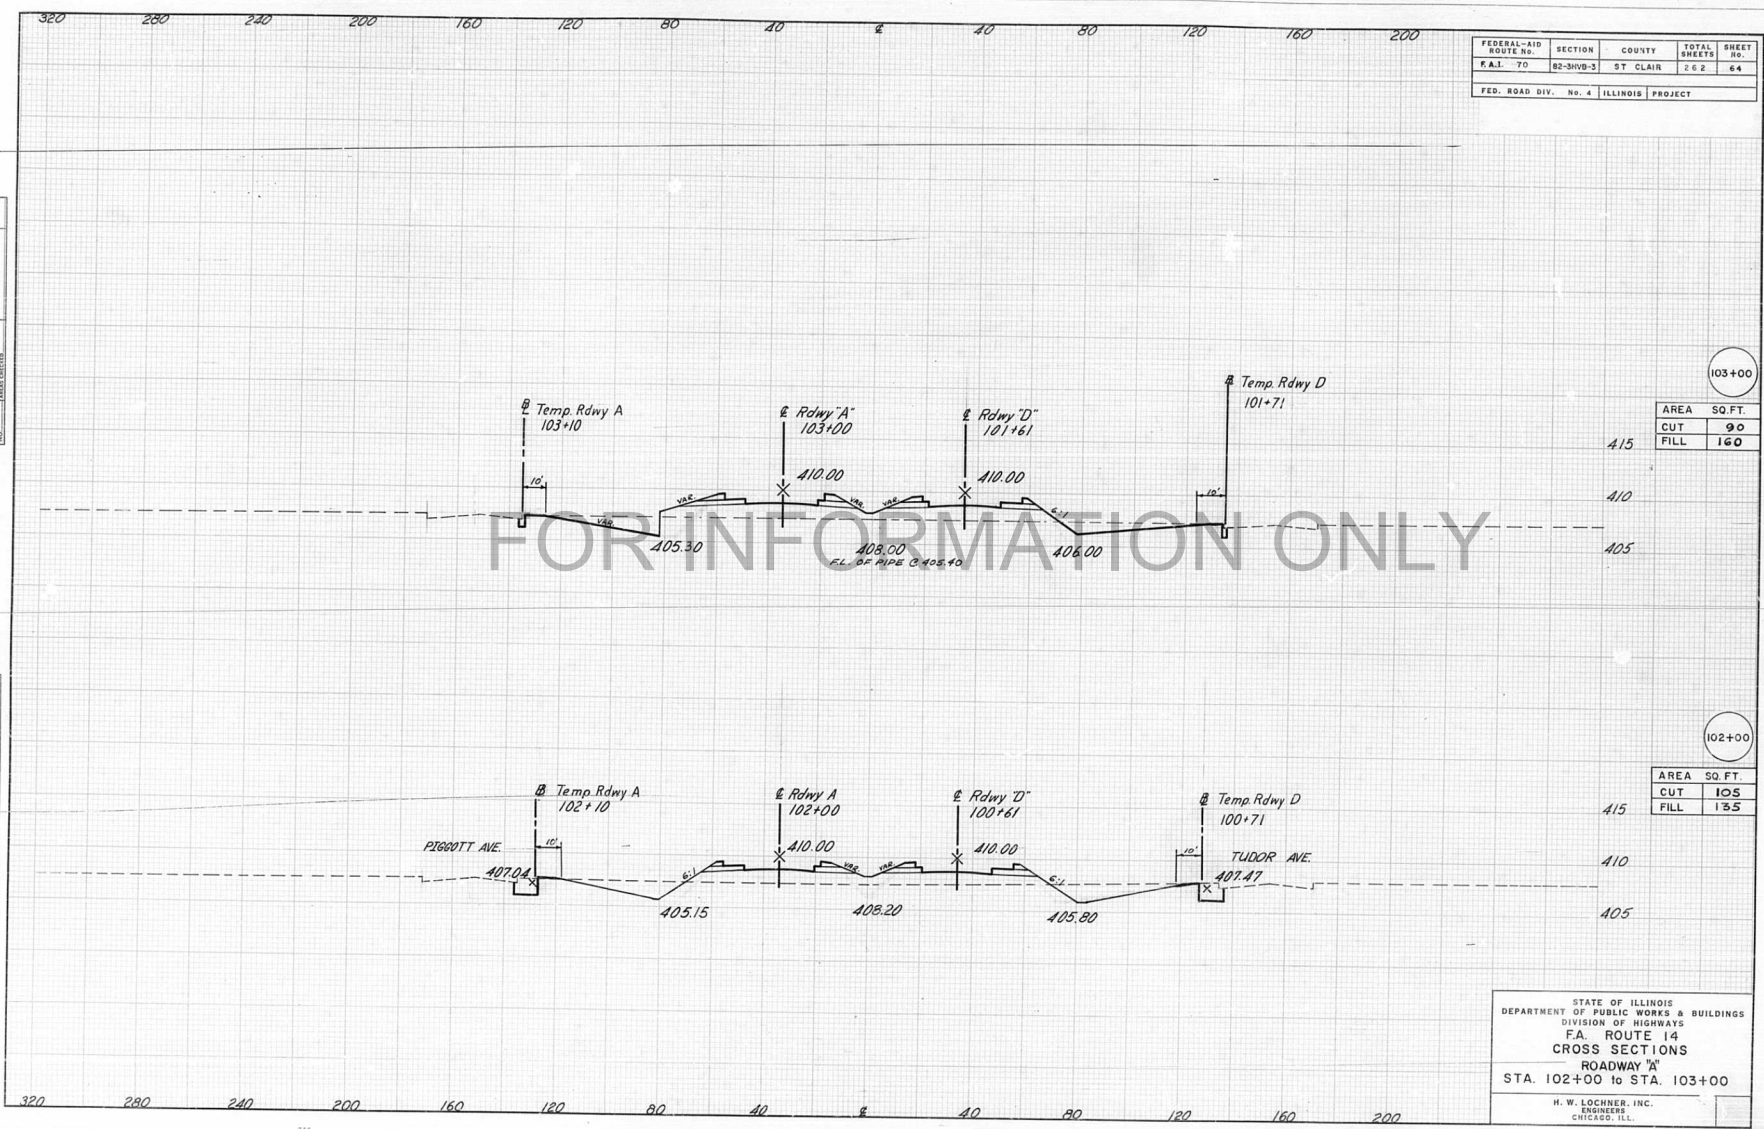 320 280 240 200 160 120 80 40 ℄ 40 80 120 160 200
FEDERAL-AID ROUTE No. SECTION COUNTY TOTAL SHEETS SHEET No.
F.A.I. 70 82-3HVB-3 ST CLAIR 262 64
FED. ROAD DIV. No. 4 ILLINOIS PROJECT
103+00
AREA SQ.FT.
CUT 90
FILL 160
℄ Temp. Rdwy A
103+10
℄ Rdwy "A"
103+00
℄ Rdwy "D"
101+61
Temp. Rdwy D
101+71
415
410.00 410.00
10' 10'
410
VAR. VAR. VAR. 6:1
VAR.
FOR INFORMATION ONLY
405.30 408.00 406.00
405
F.L. OF PIPE @ 405.40
102+00
AREA SQ.FT.
CUT 105
FILL 135
Temp. Rdwy A
102+10
℄ Rdwy A
102+00
℄ Rdwy "D"
100+61
Temp. Rdwy D
100+71
415
PIGGOTT AVE. 10' 410.00 410.00 10' TUDOR AVE.
410
407.04 6:1 VAR. VAR. 6:1 407.47
405.15 408.20 405.80
405
STATE OF ILLINOIS
DEPARTMENT OF PUBLIC WORKS & BUILDINGS
DIVISION OF HIGHWAYS
F.A. ROUTE 14
CROSS SECTIONS
ROADWAY "A"
STA. 102+00 to STA. 103+00
H. W. LOCHNER, INC.
ENGINEERS
CHICAGO, ILL.
320 280 240 200 160 120 80 40 ℄ 40 80 120 160 200